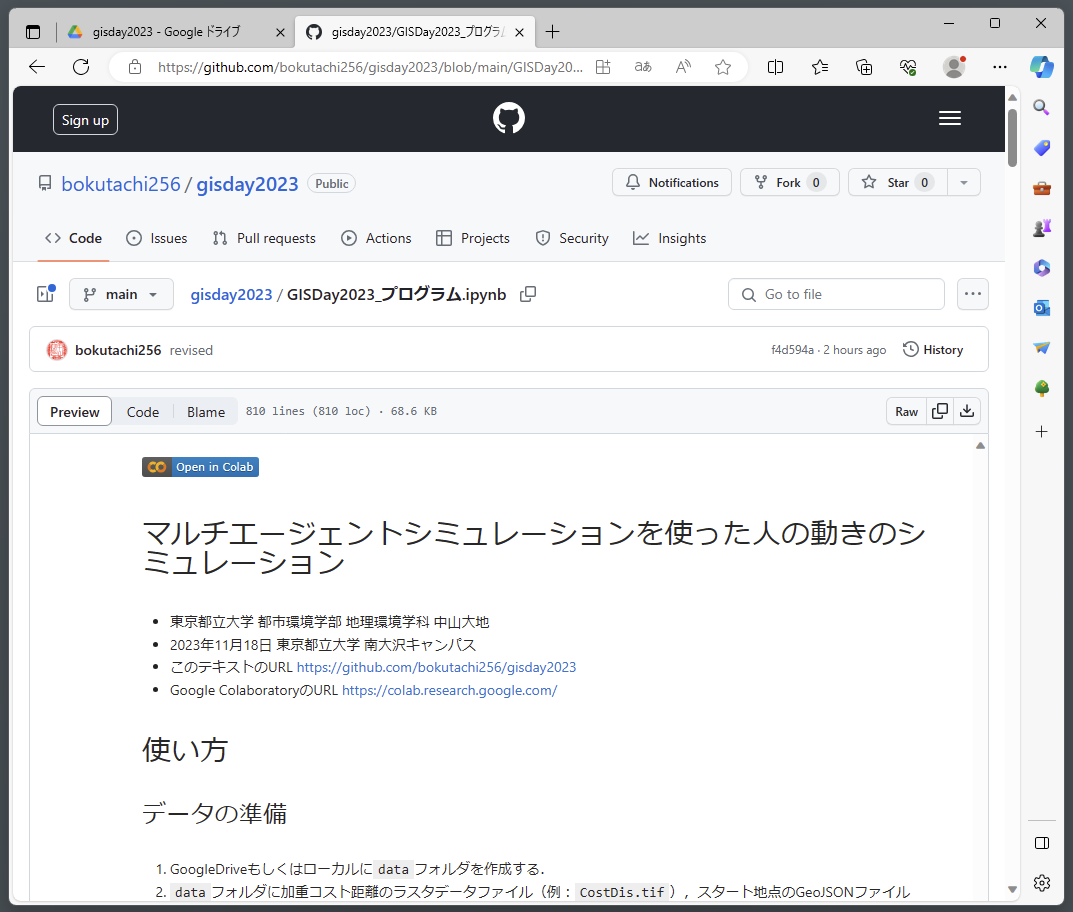 gisday2023 - Google ドライブ
gisday2023/GISDay2023_プログラム
https://github.com/bokutachi256/gisday2023/blob/main/GISDay20...
Sign up
bokutachi256 / gisday2023 Public
Notifications
Fork 0
Star 0
Code
Issues
Pull requests
Actions
Projects
Security
Insights
main
gisday2023 / GISDay2023_プログラム.ipynb
Go to file
bokutachi256 revised
f4d594a · 2 hours ago
History
Preview
Code
Blame
810 lines (810 loc) · 68.6 KB
Raw
Open in Colab
マルチエージェントシミュレーションを使った人の動きのシ
ミュレーション
• 東京都立大学 都市環境学部 地理環境学科 中山大地
• 2023年11月18日 東京都立大学 南大沢キャンパス
• このテキストのURL https://github.com/bokutachi256/gisday2023
• Google ColaboratoryのURL https://colab.research.google.com/
使い方
データの準備
1. GoogleDriveもしくはローカルに data フォルダを作成する.
2. data フォルダに加重コスト距離のラスタデータファイル（例： CostDis.tif ），スタート地点のGeoJSONファイル